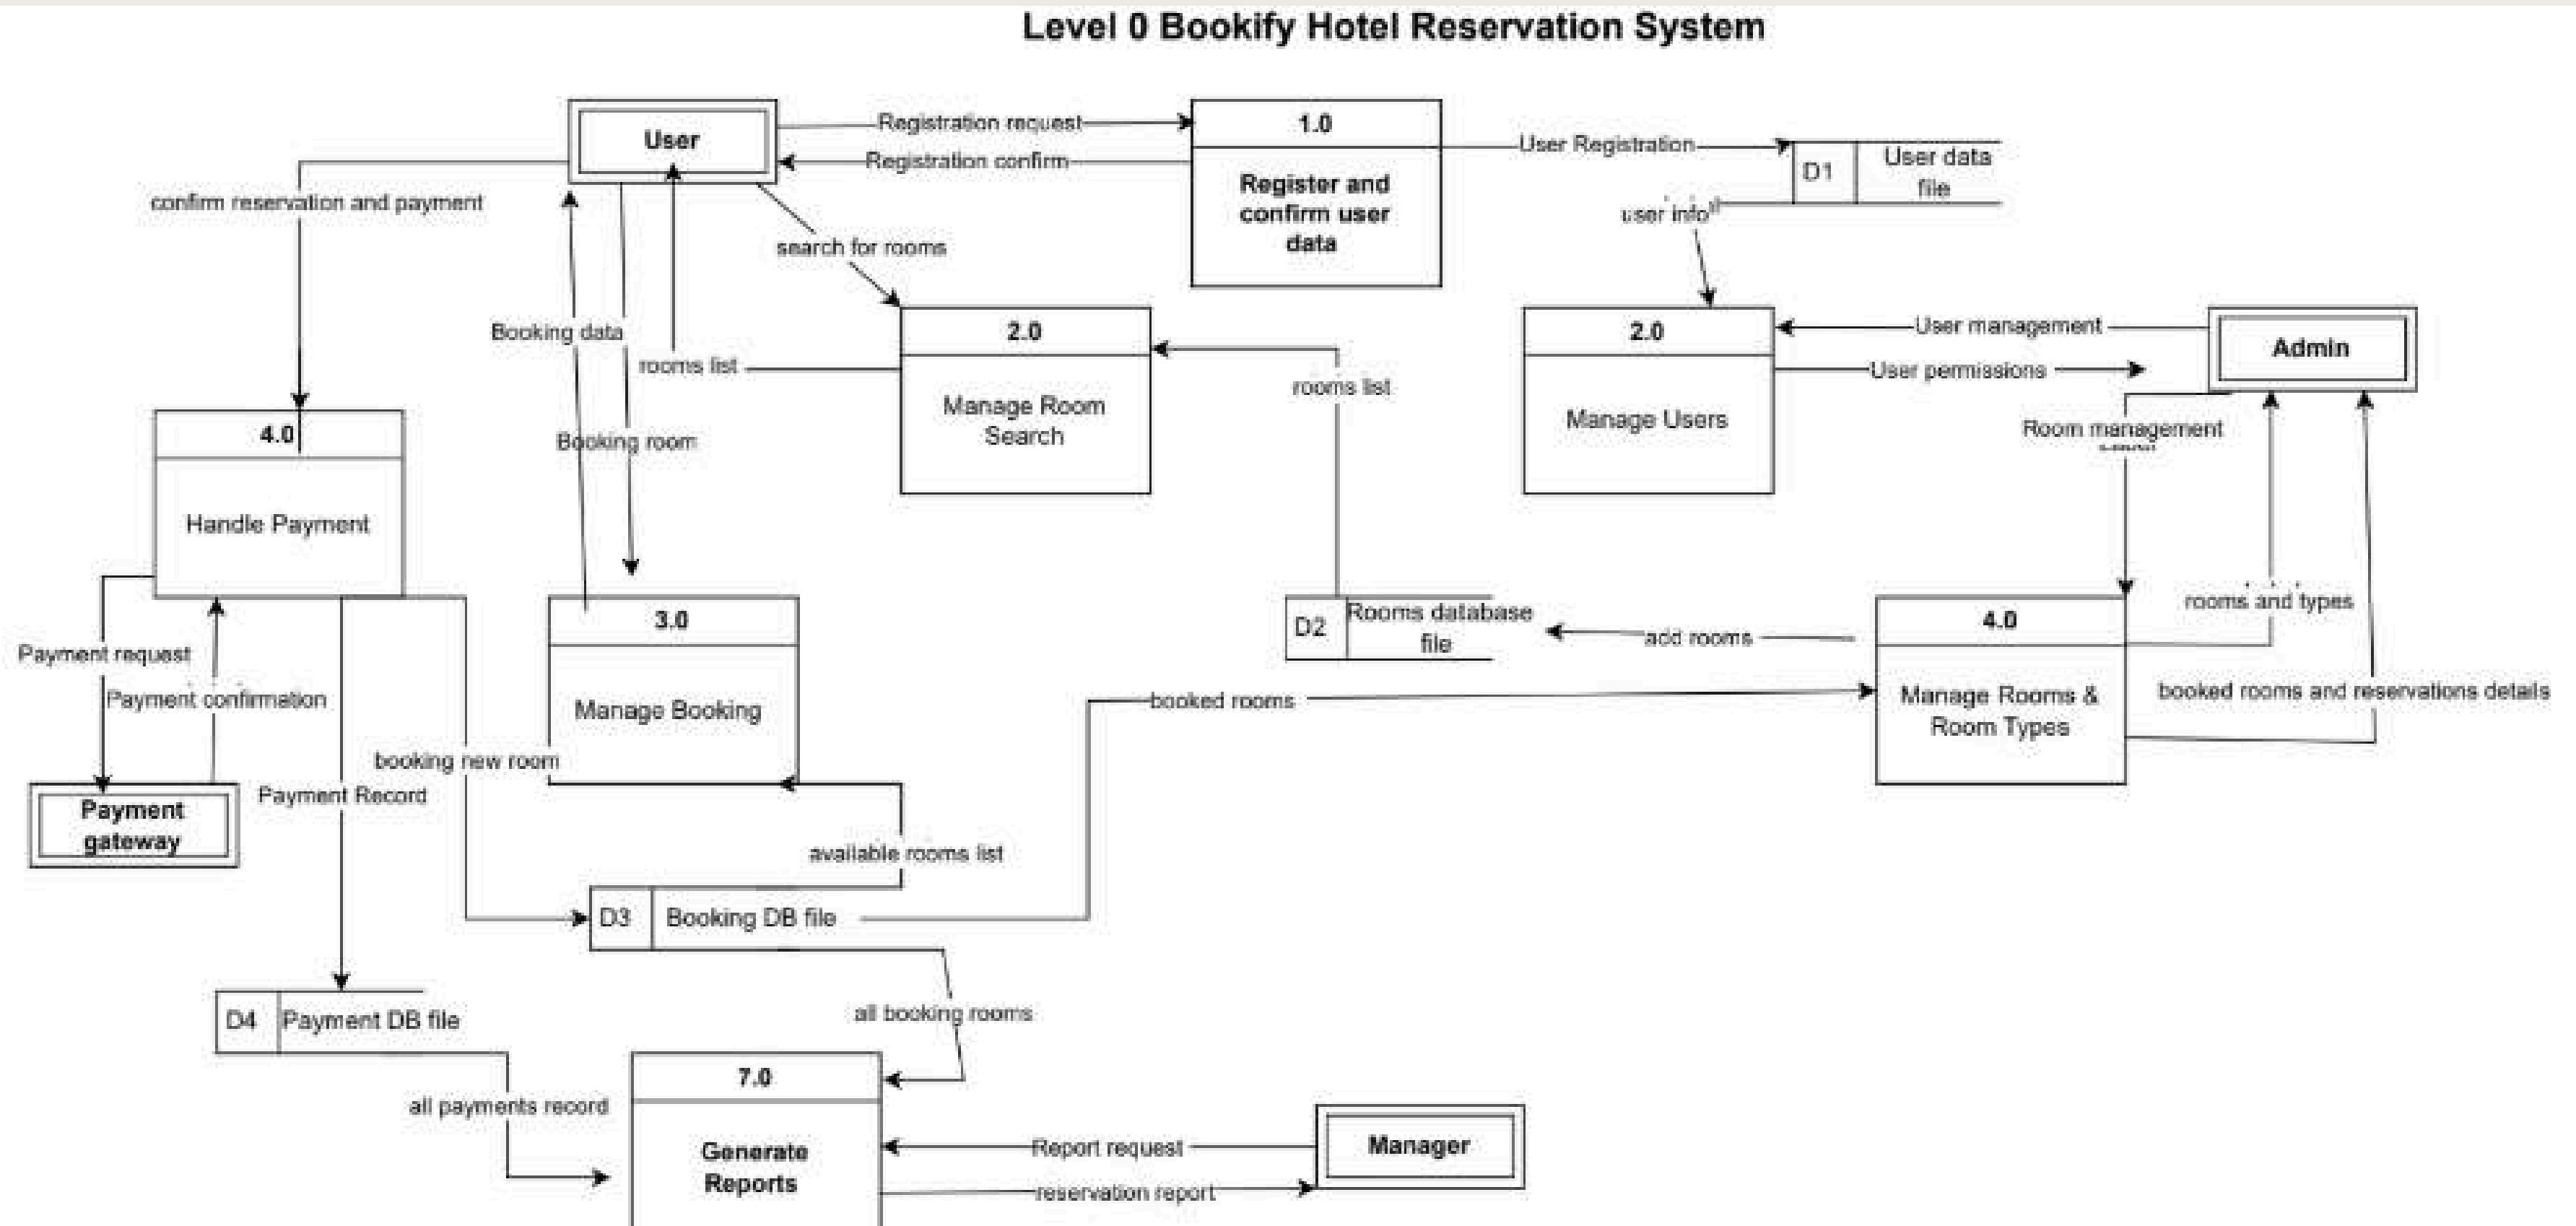 Level 0 Bookify Hotel Reservation System
User
Registration request
Registration confirm
1.0
Register and
confirm user
data
User Registration
D1
User data
file
user info
confirm reservation and payment
search for rooms
Booking data
rooms list
Booking room
2.0
Manage Room
Search
rooms list
2.0
Manage Users
User management
User permissions
Admin
Room management
4.0
Handle Payment
Payment request
Payment confirmation
Payment
gateway
Payment Record
booking new room
3.0
Manage Booking
available rooms list
D2
Rooms database
file
add rooms
booked rooms
4.0
Manage Rooms &
Room Types
rooms and types
booked rooms and reservations details
D3
Booking DB file
D4
Payment DB file
all booking rooms
all payments record
7.0
Generate
Reports
Report request
reservation report
Manager